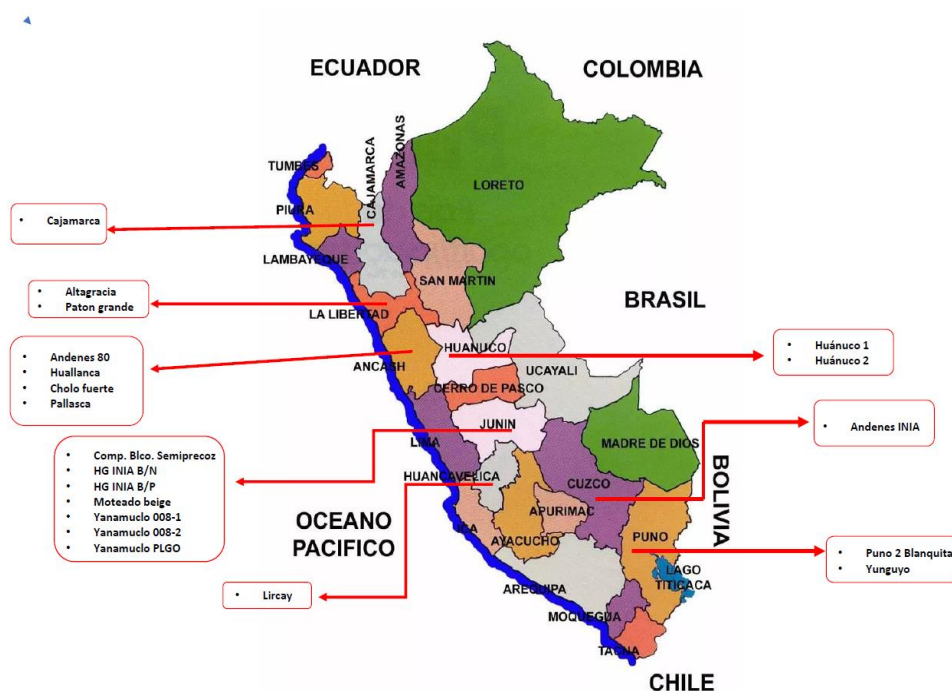 ECUADOR
COLOMBIA
TUMBES
CAJAMARCA
AMAZONAS
LORETO
PIURA
• Cajamarca
LAMBAYEQUE
SAN MARTIN
• Altagracia
• Paton grande
LA LIBERTAD
BRASIL
• Andenes 80
• Huallanca
• Cholo fuerte
• Pallasca
ANCASH
HUANUCO
UCAYALI
• Huánuco 1
• Huánuco 2
CERRO DE PASCO
JUNIN
LIMA
MADRE DE DIOS
• Andenes INIA
• Comp. Blco. Semiprecoz
• HG INIA B/N
• HG INIA B/P
• Moteado beige
• Yanamuclo 008-1
• Yanamuclo 008-2
• Yanamuclo PLGO
HUANCAVELICA
CUZCO
BOLIVIA
OCEANO
PACIFICO
ICA
APURIMAC
AYACUCHO
PUNO
• Puno 2 Blanquita
• Yunguyo
LAGO
TITICACA
• Lircay
AREQUIPA
MOQUEGUA
TACNA
CHILE